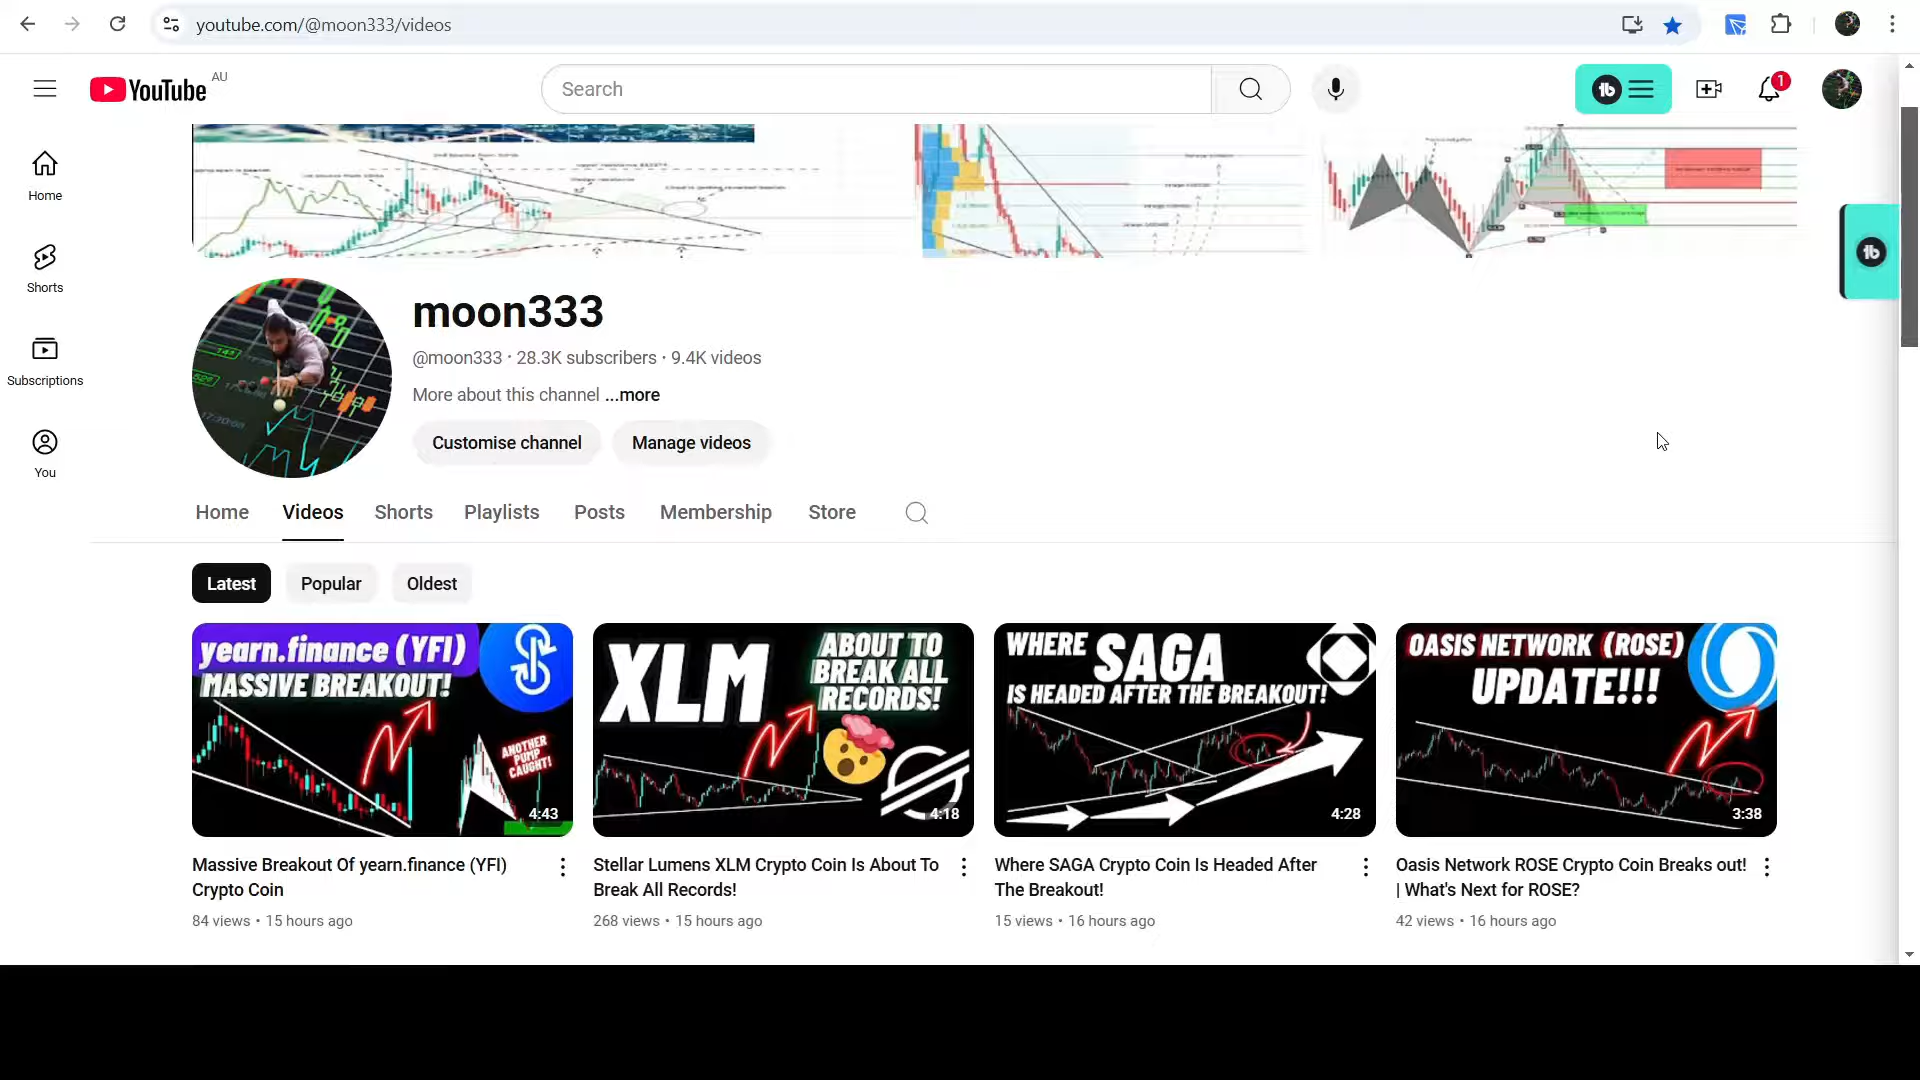 youtube.com/@moon333/videos
YouTube
AU
Search
1
Home
Shorts
Subscriptions
You
moon333
@moon333 · 28.3K subscribers · 9.4K videos
More about this channel ...more
Customise channel
Manage videos
Home
Videos
Shorts
Playlists
Posts
Membership
Store
Latest
Popular
Oldest
yearn.finance (YFI)
MASSIVE BREAKOUT!
ANOTHER
PUMP
CAUGHT!
4:43
XLM
ABOUT TO
BREAK ALL
RECORDS!
4:18
WHERE SAGA
IS HEADED AFTER THE BREAKOUT!
4:28
OASIS NETWORK (ROSE)
UPDATE!!!
3:38
Massive Breakout Of yearn.finance (YFI)
Crypto Coin
84 views • 15 hours ago
Stellar Lumens XLM Crypto Coin Is About To
Break All Records!
268 views • 15 hours ago
Where SAGA Crypto Coin Is Headed After
The Breakout!
15 views • 16 hours ago
Oasis Network ROSE Crypto Coin Breaks out!
| What's Next for ROSE?
42 views • 16 hours ago